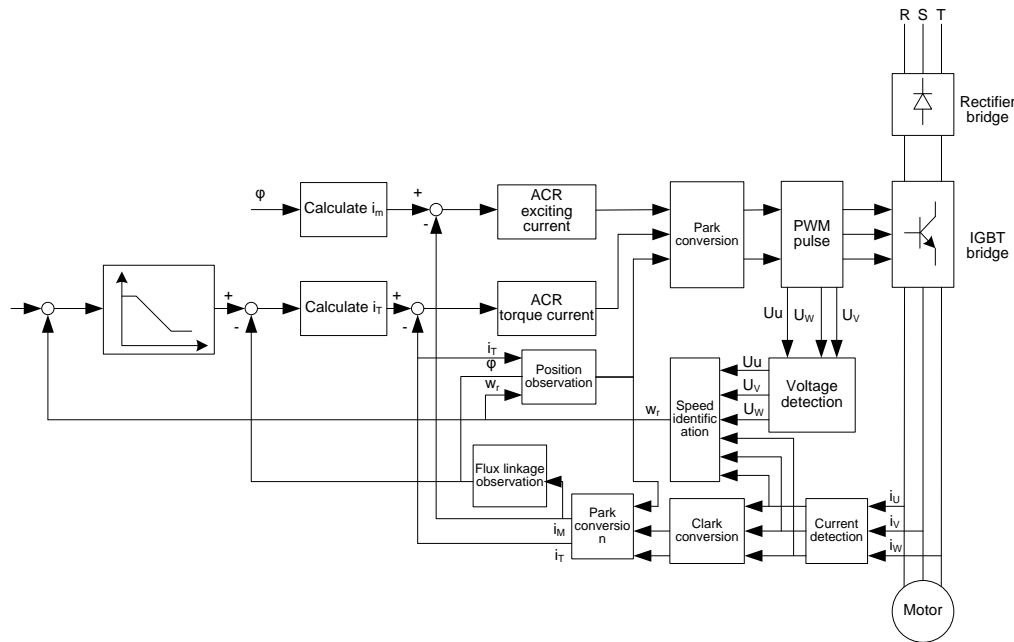 R S T
Rectifier
bridge
φ
Calculate iₘ
+
-
ACR
exciting
current
Park
conversion
PWM
pulse
IGBT
bridge
+
-
Calculate i_T
+
-
ACR
torque current
Uu
U_W
U_V
i_T
φ
w_r
Position
observation
w_r
Speed
identific
ation
Uu
U_V
U_W
Voltage
detection
Flux linkage
observation
i_M
i_T
Park
conversio
n
Clark
conversion
Current
detection
i_U
i_V
i_W
Motor